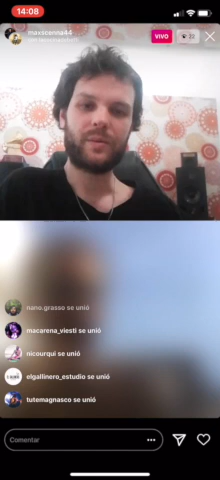 14:08
maxicenna44
VIVO
nano.grasso se unió
macarena_viesti se unió
nicourqui se unió
elgallinero_estudio se unió
tutemagnasco se unió
Comentar